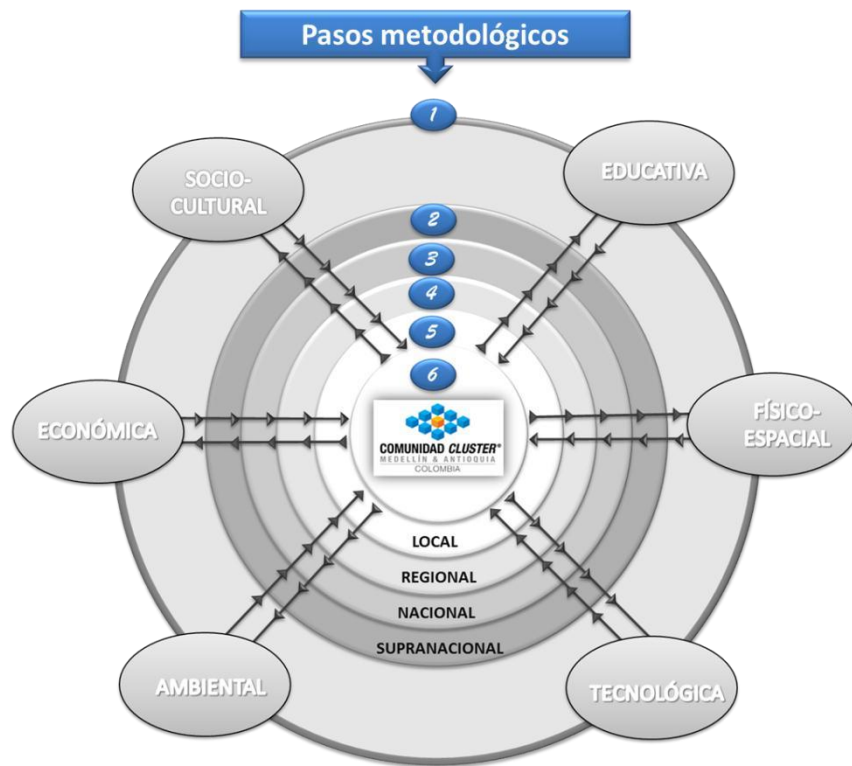 Pasos metodológicos
1
SOCIO-
CULTURAL
EDUCATIVA
2
3
4
5
6
ECONÓMICA
COMUNIDAD CLUSTER®
MEDELLÍN & ANTIOQUIA
COLOMBIA
FÍSICO-
ESPACIAL
LOCAL
REGIONAL
NACIONAL
SUPRANACIONAL
AMBIENTAL
TECNOLÓGICA